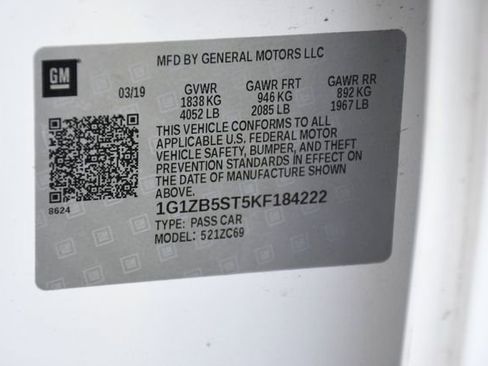 GM
MFD BY GENERAL MOTORS LLC
03/19 GVWR GAWR FRT GAWR RR
1838 KG 946 KG 892 KG
4052 LB 2085 LB 1967 LB
THIS VEHICLE CONFORMS TO ALL
APPLICABLE U.S. FEDERAL MOTOR
VEHICLE SAFETY, BUMPER, AND THEFT
PREVENTION STANDARDS IN EFFECT ON
THE DATE OF MANUFACTURE SHOWN
ABOVE.
8624
1G1ZB5ST5KF184222
TYPE: PASS CAR
MODEL: 521ZC69